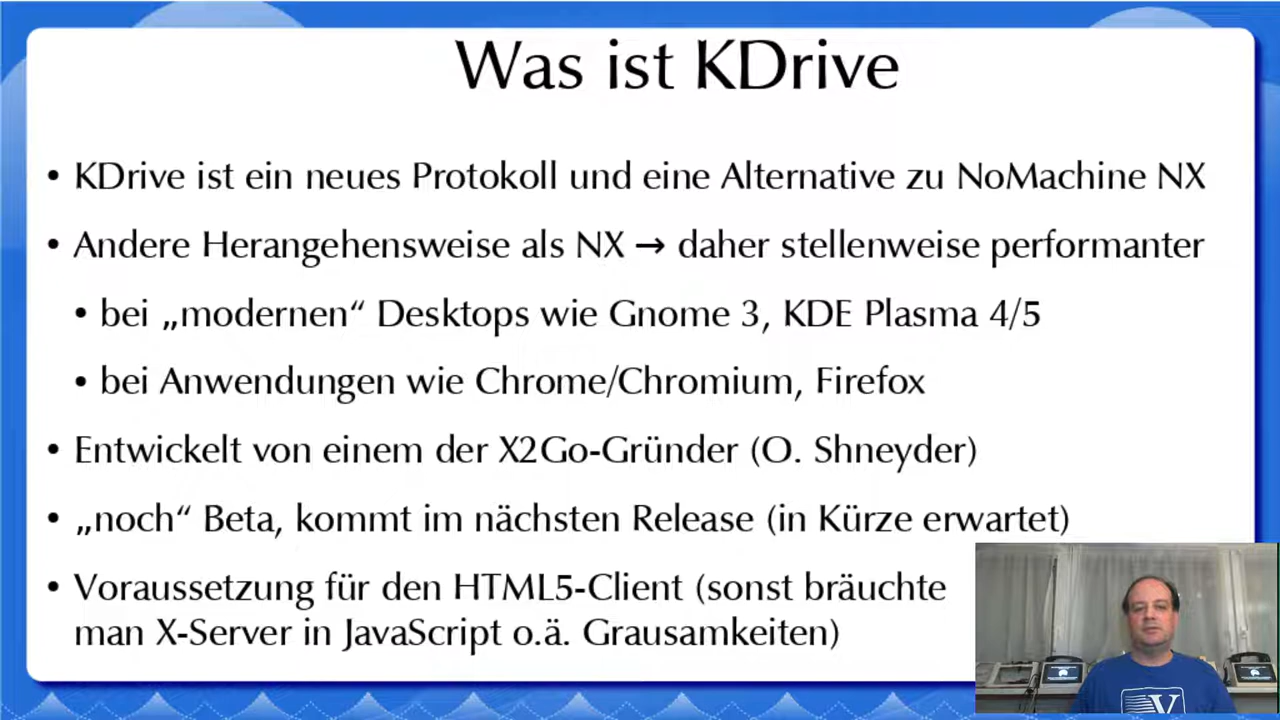 Was ist KDrive
• KDrive ist ein neues Protokoll und eine Alternative zu NoMachine NX
• Andere Herangehensweise als NX → daher stellenweise performanter
• bei „modernen“ Desktops wie Gnome 3, KDE Plasma 4/5
• bei Anwendungen wie Chrome/Chromium, Firefox
• Entwickelt von einem der X2Go-Gründer (O. Shneyder)
• „noch“ Beta, kommt im nächsten Release (in Kürze erwartet)
• Voraussetzung für den HTML5-Client (sonst bräuchte
man X-Server in JavaScript o.ä. Grausamkeiten)
V